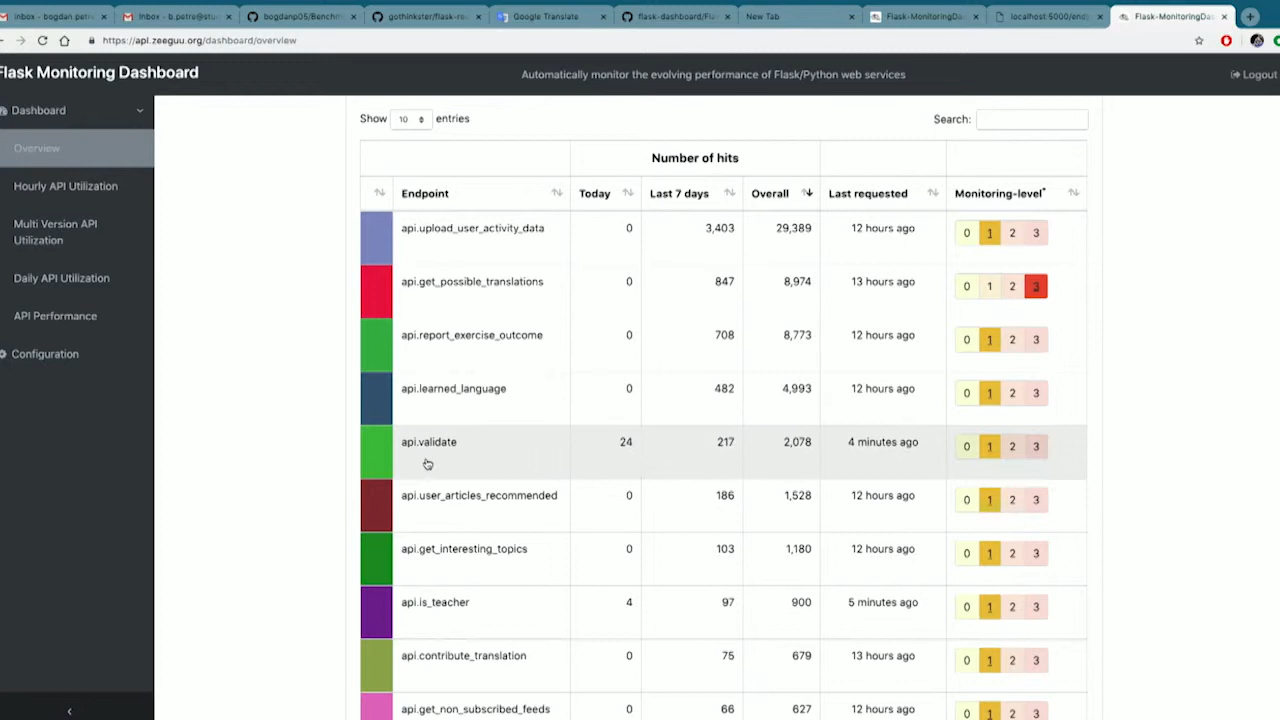 inbox - bogdan petre
Inbox - b.petre@stu
bogdanp05/Benchm
gothinkster/flask-re
Google Translate
flask-dashboard/Fla
New Tab
Flask-MonitoringDas
localhost:5000/end
Flask-MonitoringDas
https://api.zeeguu.org/dashboard/overview
Flask Monitoring Dashboard
Automatically monitor the evolving performance of Flask/Python web services
Logout
Dashboard
Overview
Hourly API Utilization
Multi Version API
Utilization
Daily API Utilization
API Performance
Configuration
Show 10 entries
Search:
Number of hits
Endpoint Today Last 7 days Overall Last requested Monitoring-level*
api.upload_user_activity_data 0 3,403 29,389 12 hours ago 0 1 2 3
api.get_possible_translations 0 847 8,974 13 hours ago 0 1 2 3
api.report_exercise_outcome 0 708 8,773 12 hours ago 0 1 2 3
api.learned_language 0 482 4,993 12 hours ago 0 1 2 3
api.validate 24 217 2,078 4 minutes ago 0 1 2 3
api.user_articles_recommended 0 186 1,528 12 hours ago 0 1 2 3
api.get_interesting_topics 0 103 1,180 12 hours ago 0 1 2 3
api.is_teacher 4 97 900 5 minutes ago 0 1 2 3
api.contribute_translation 0 75 679 13 hours ago 0 1 2 3
api.get_non_subscribed_feeds 0 66 627 12 hours ago 0 1 2 3